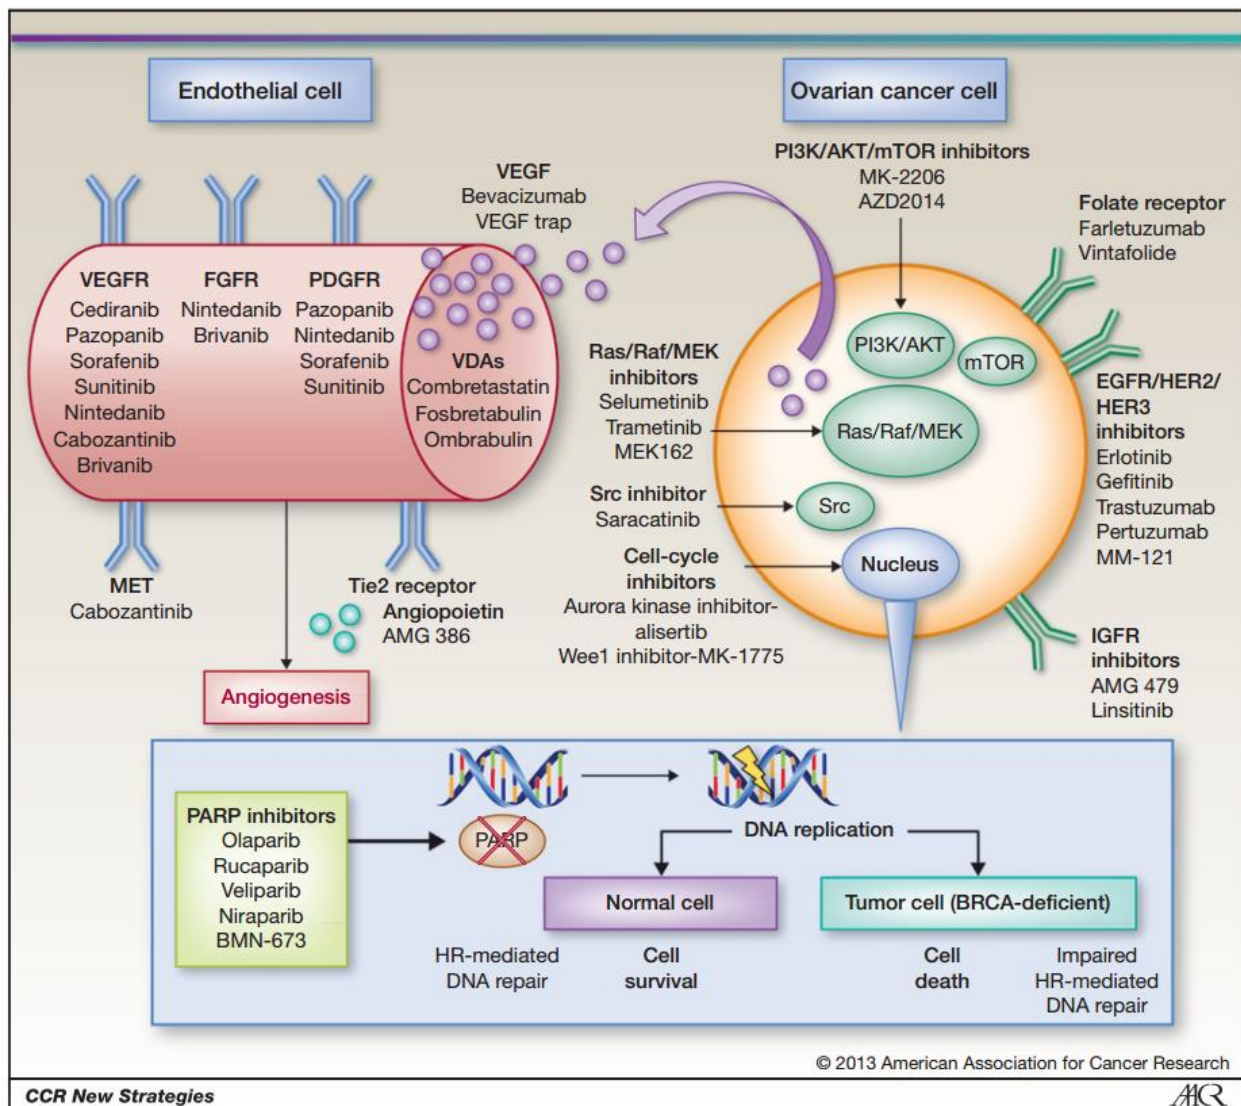 Endothelial cell
Ovarian cancer cell
VEGF
Bevacizumab
VEGF trap
PI3K/AKT/mTOR inhibitors
MK-2206
AZD2014
Folate receptor
Farletuzumab
Vintafolide
VEGFR
Cediranib
Pazopanib
Sorafenib
Sunitinib
Nintedanib
Cabozantinib
Brivanib
FGFR
Nintedanib
Brivanib
PDGFR
Pazopanib
Nintedanib
Sorafenib
Sunitinib
VDAs
Combretastatin
Fosbretabulin
Ombrabulin
Ras/Raf/MEK
inhibitors
Selumetinib
Trametinib
MEK162
PI3K/AKT
mTOR
Ras/Raf/MEK
EGFR/HER2/
HER3
inhibitors
Erlotinib
Gefitinib
Trastuzumab
Pertuzumab
MM-121
Src inhibitor
Saracatinib
Src
Cell-cycle
inhibitors
Aurora kinase inhibitor-
alisertib
Wee1 inhibitor-MK-1775
Nucleus
MET
Cabozantinib
Tie2 receptor
Angiopoietin
AMG 386
IGFR
inhibitors
AMG 479
Linsitinib
Angiogenesis
PARP inhibitors
Olaparib
Rucaparib
Veliparib
Niraparib
BMN-673
PARP
DNA replication
Normal cell
Tumor cell (BRCA-deficient)
HR-mediated
DNA repair
Cell
survival
Cell
death
Impaired
HR-mediated
DNA repair
© 2013 American Association for Cancer Research
CCR New Strategies
AACR